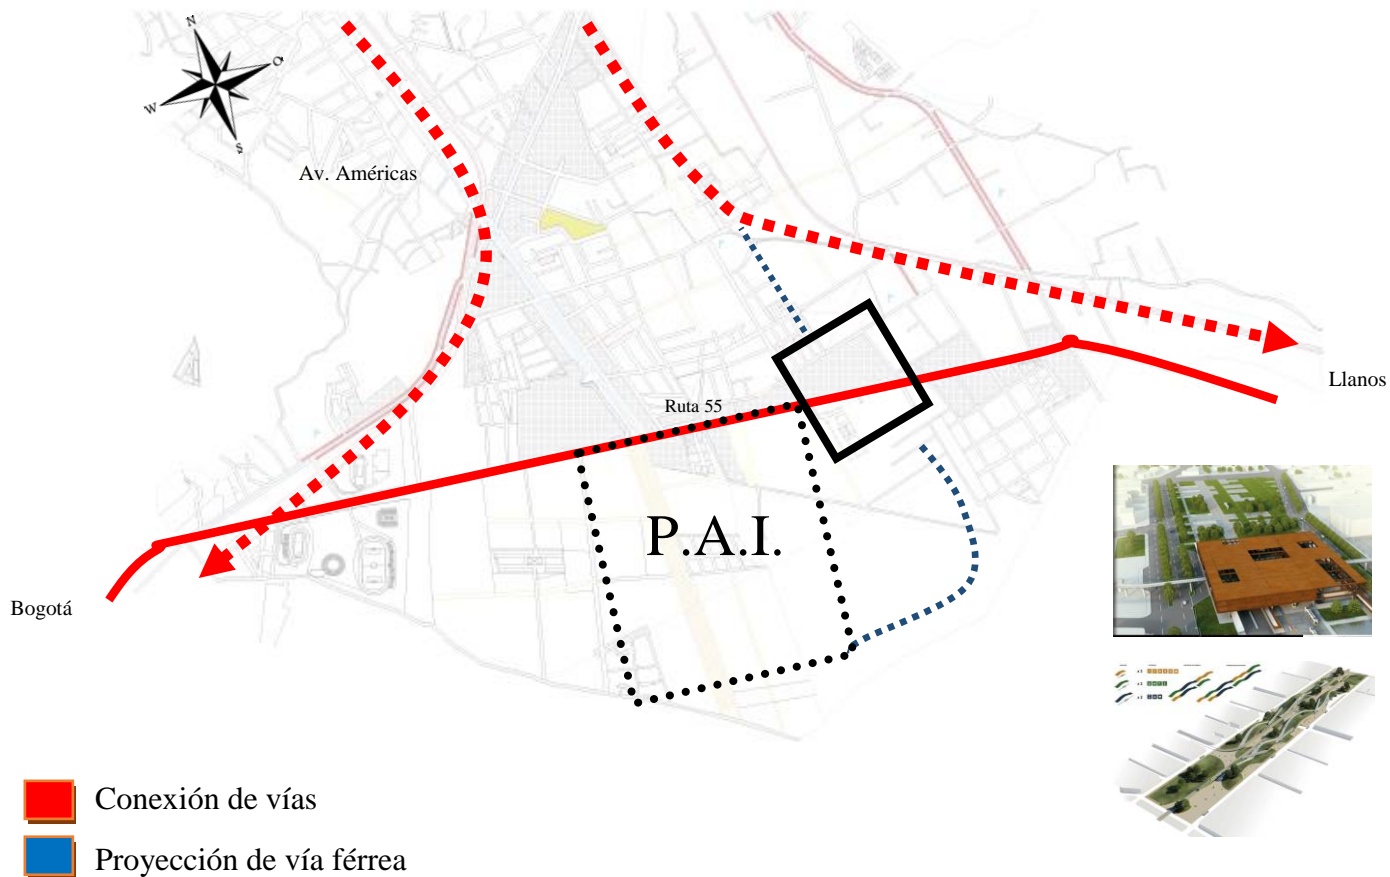 N
O
W
S
Av. Américas
Llanos
Ruta 55
P.A.I.
Bogotá
Conexión de vías
Proyección de vía férrea